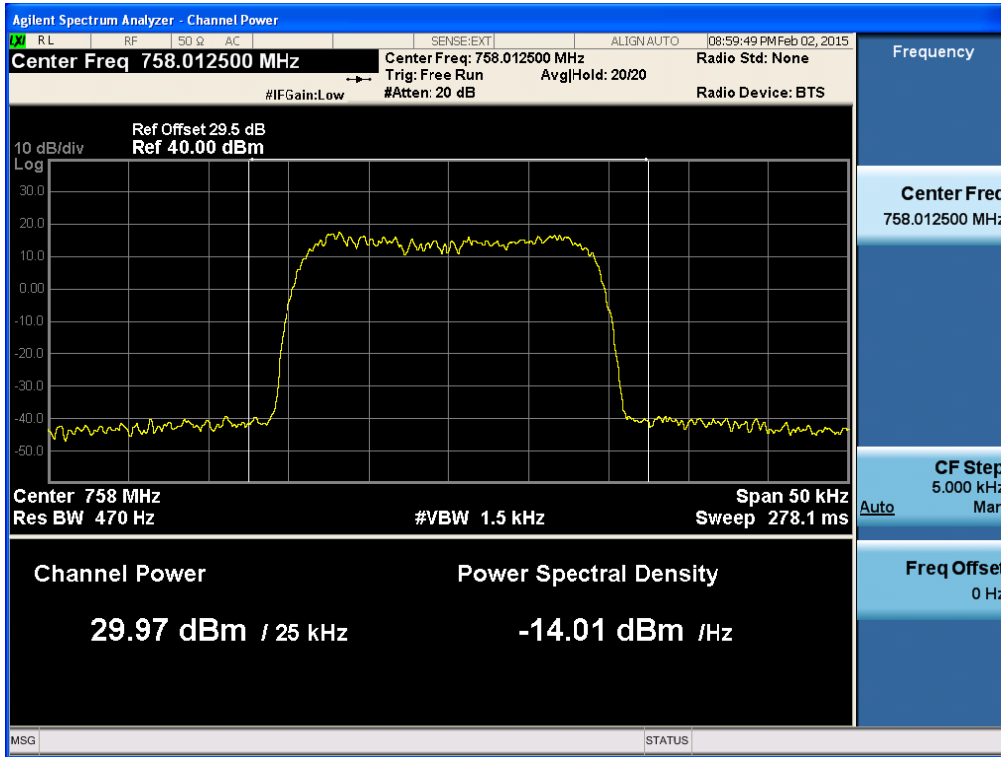 Agilent Spectrum Analyzer - Channel Power
LXI RL RF 50 Ω AC SENSE:EXT ALIGN AUTO 08:59:49 PM Feb 02, 2015
Center Freq 758.012500 MHz
Center Freq: 758.012500 MHz Radio Std: None
Trig: Free Run Avg|Hold: 20/20
#IFGain:Low #Atten: 20 dB Radio Device: BTS
Ref Offset 29.5 dB
10 dB/div Ref 40.00 dBm
Log
30.0
20.0
10.0
0.00
-10.0
-20.0
-30.0
-40.0
-50.0
Center 758 MHz Span 50 kHz
Res BW 470 Hz #VBW 1.5 kHz Sweep 278.1 ms
Channel Power Power Spectral Density
29.97 dBm / 25 kHz -14.01 dBm /Hz
MSG STATUS
Frequency
Center Freq
758.012500 MHz
CF Step
5.000 kHz
Auto Man
Freq Offset
0 Hz